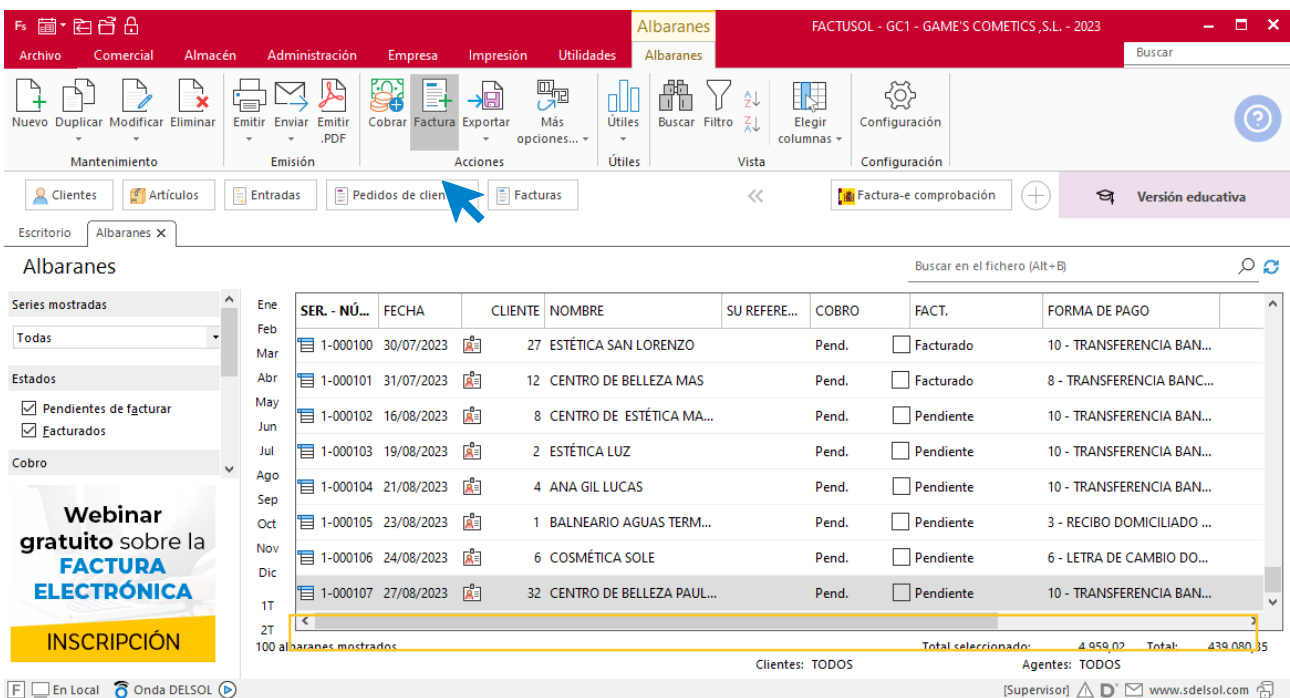 Fs
Albaranes
FACTUSOL - GC1 - GAME'S COMETICS ,S.L. - 2023
Archivo Comercial Almacén Administración Empresa Impresión Utilidades Albaranes Buscar
Nuevo Duplicar Modificar Eliminar Emitir Enviar Emitir .PDF Cobrar Factura Exportar Más opciones... Útiles Buscar Filtro Elegir columnas Configuración
Mantenimiento Emisión Acciones Útiles Vista Configuración
Clientes Artículos Entradas Pedidos de clien Facturas Factura-e comprobación Versión educativa
Escritorio Albaranes
Albaranes
Buscar en el fichero (Alt+B)
Series mostradas
Todas
Estados
Pendientes de facturar
Facturados
Cobro
Webinar
gratuito sobre la
FACTURA
ELECTRÓNICA
INSCRIPCIÓN
Ene
Feb
Mar
Abr
May
Jun
Jul
Ago
Sep
Oct
Nov
Dic
1T
2T
SER. - NÚ... FECHA CLIENTE NOMBRE SU REFERE... COBRO FACT. FORMA DE PAGO
1-000100 30/07/2023 27 ESTÉTICA SAN LORENZO Pend. Facturado 10 - TRANSFERENCIA BAN...
1-000101 31/07/2023 12 CENTRO DE BELLEZA MAS Pend. Facturado 8 - TRANSFERENCIA BANC...
1-000102 16/08/2023 8 CENTRO DE ESTÉTICA MA... Pend. Pendiente 10 - TRANSFERENCIA BAN...
1-000103 19/08/2023 2 ESTÉTICA LUZ Pend. Pendiente 10 - TRANSFERENCIA BAN...
1-000104 21/08/2023 4 ANA GIL LUCAS Pend. Pendiente 10 - TRANSFERENCIA BAN...
1-000105 23/08/2023 1 BALNEARIO AGUAS TERM... Pend. Pendiente 3 - RECIBO DOMICILIADO ...
1-000106 24/08/2023 6 COSMÉTICA SOLE Pend. Pendiente 6 - LETRA DE CAMBIO DO...
1-000107 27/08/2023 32 CENTRO DE BELLEZA PAUL... Pend. Pendiente 10 - TRANSFERENCIA BAN...
100 albaranes mostrados Total seleccionado: 4.959,02 Total: 439.080,35
Clientes: TODOS Agentes: TODOS
F En Local Onda DELSOL [Supervisor] D www.sdelsol.com